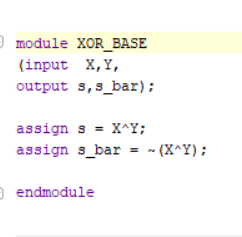 module XOR_BASE
(input  X,Y,
output s,s_bar);
assign s = X^Y;
assign s_bar = ~(X^Y);
endmodule